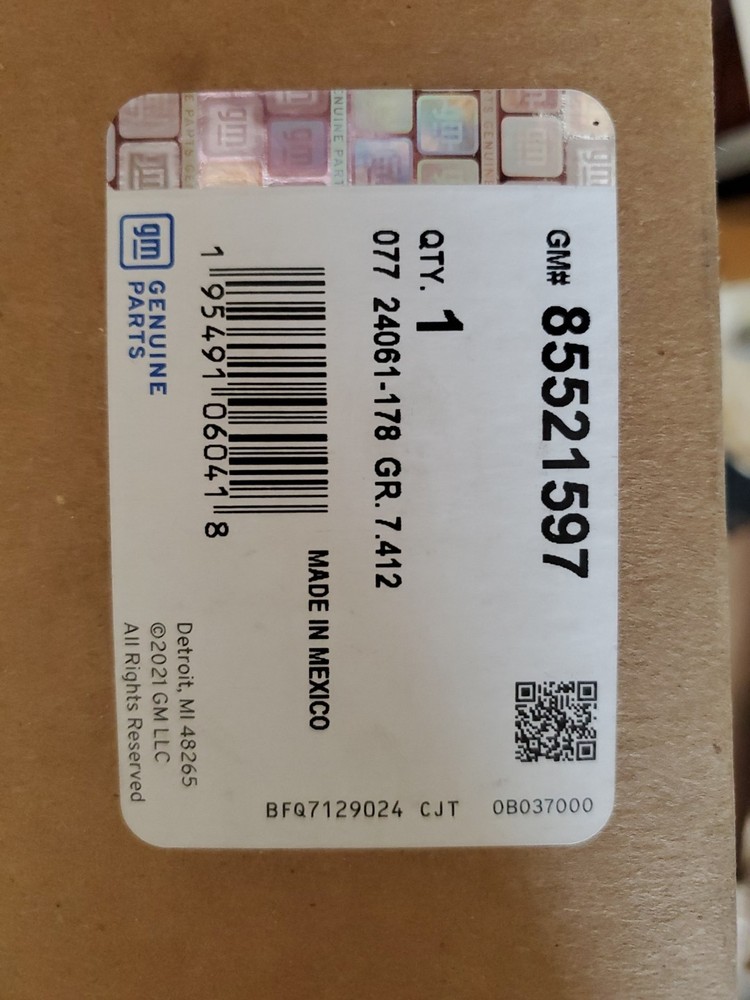 GM# 85521597
QTY. 1
077 24061-178 GR. 7.412
MADE IN MEXICO
1 95491 06041 8
gm
GENUINE
PARTS
Detroit, MI 48265
©2021 GM LLC
All Rights Reserved
BFQ7129024 CJT 0B037000